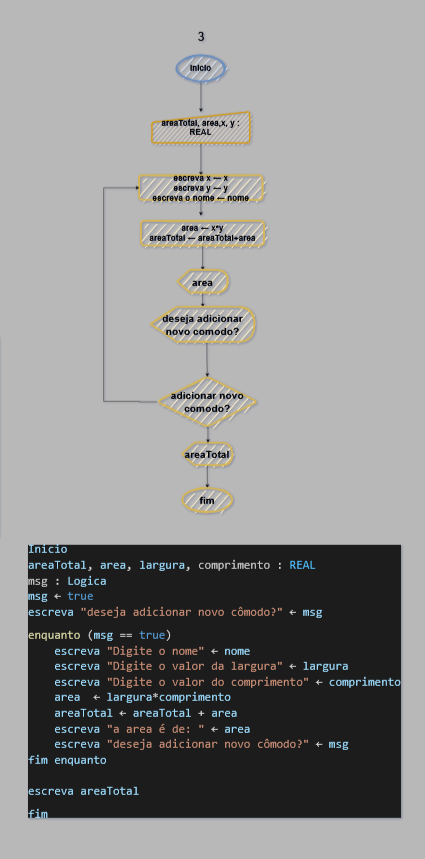 3
inicio
areaTotal, area,x, y :
REAL
escreva x — x
escreva y — y
escreva o nome — nome
area — x*y
areaTotal — areaTotal+area
area
deseja adicionar
novo comodo?
adicionar novo
comodo?
areaTotal
fim
Inicio
areaTotal, area, largura, comprimento : REAL
msg : Logica
msg ← true
escreva "deseja adicionar novo cômodo?" ← msg
enquanto (msg == true)
escreva "Digite o nome" ← nome
escreva "Digite o valor da largura" ← largura
escreva "Digite o valor do comprimento" ← comprimento
area ← largura*comprimento
areaTotal ← areaTotal + area
escreva "a area é de: " ← area
escreva "deseja adicionar novo cômodo?" ← msg
fim enquanto
escreva areaTotal
fim